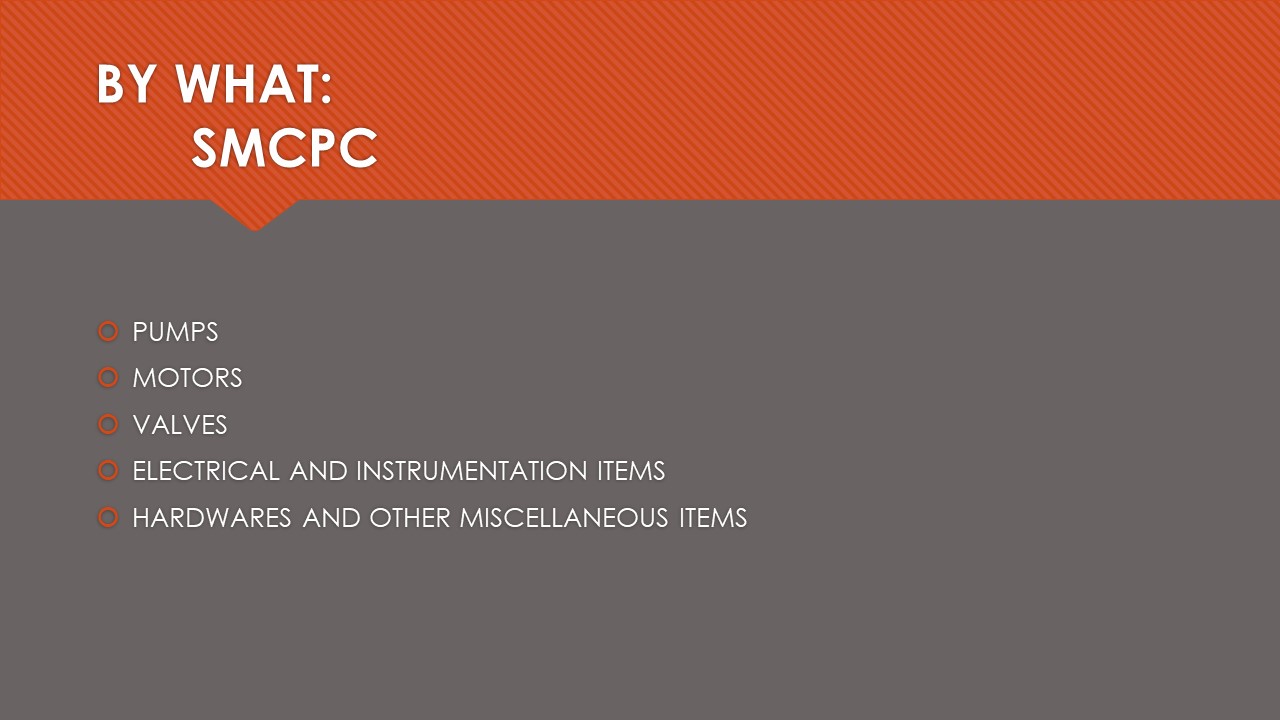 BY WHAT:
SMCPC
PUMPS
MOTORS
VALVES
ELECTRICAL AND INSTRUMENTATION ITEMS
HARDWARES AND OTHER MISCELLANEOUS ITEMS